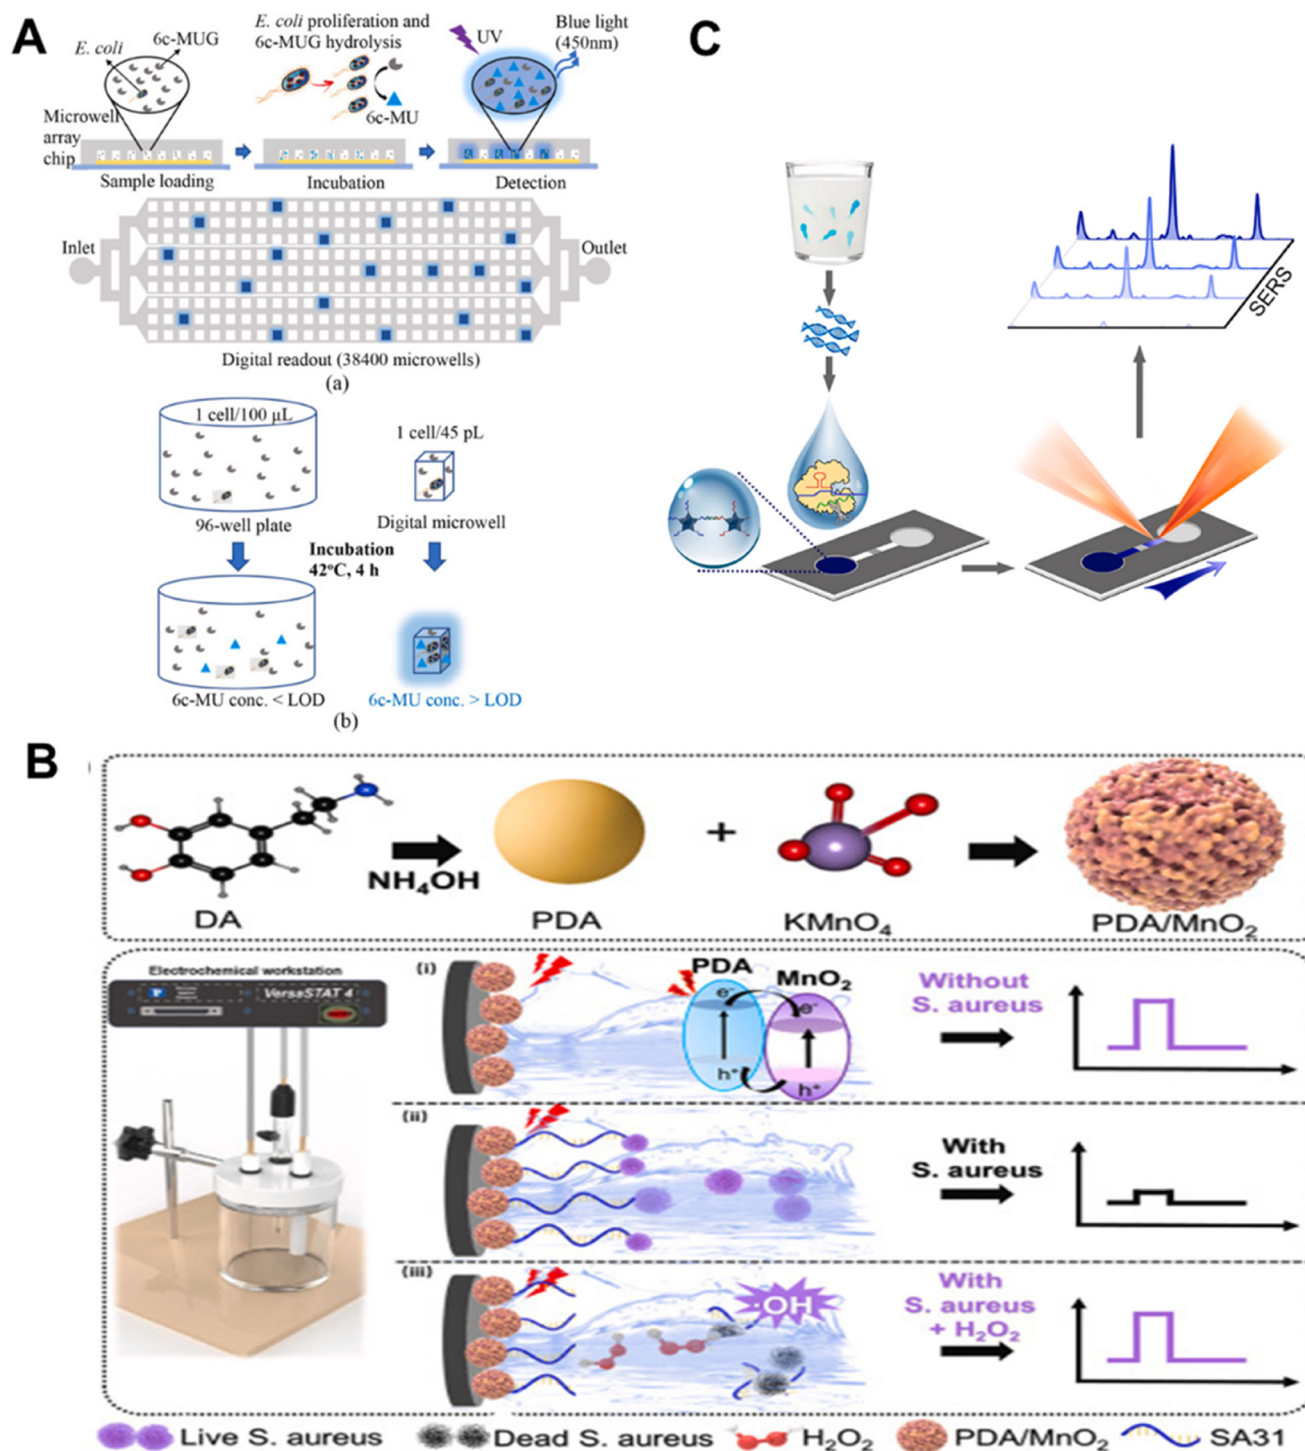 A
E. coli
6c-MUG
E. coli proliferation and
6c-MUG hydrolysis
6c-MU
UV
Blue light
(450nm)
Microwell
array
chip
Sample loading
Incubation
Detection
Inlet
Outlet
Digital readout (38400 microwells)
(a)
1 cell/100 μL
1 cell/45 pL
96-well plate
Digital microwell
Incubation
42°C, 4 h
6c-MU conc. < LOD
6c-MU conc. > LOD
(b)
C
SERS
B
DA
NH₄OH
PDA
+
KMnO₄
PDA/MnO₂
Electrochemical workstation
VersaSTAT 4
(i)
PDA
MnO₂
e⁻
e⁻
h⁺
h⁺
Without
S. aureus
(ii)
With
S. aureus
(iii)
·OH
With
S. aureus
+ H₂O₂
Live S. aureus
Dead S. aureus
H₂O₂
PDA/MnO₂
SA31